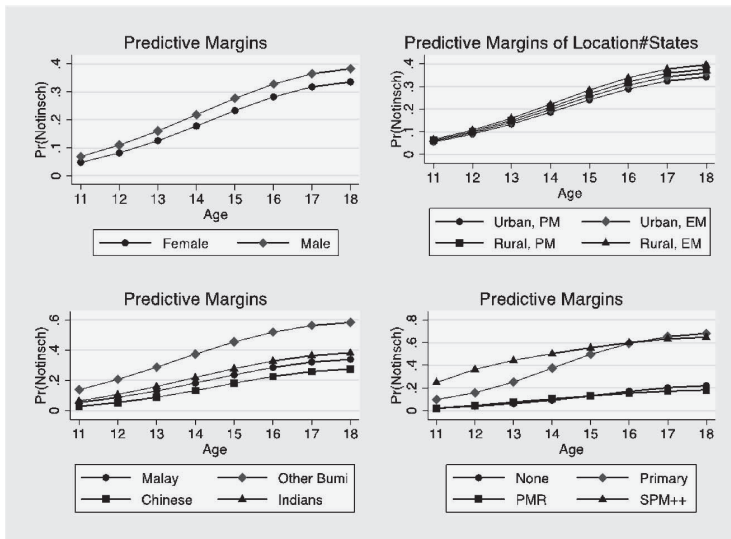 Predictive Margins
Pr(Notinsch)
0 .1 .2 .3 .4
11 12 13 14 15 16 17 18
Age
Female Male
Predictive Margins of Location#States
Pr(Notinsch)
0 .1 .2 .3 .4
11 12 13 14 15 16 17 18
Age
Urban, PM Urban, EM
Rural, PM Rural, EM
Predictive Margins
Pr(Notinsch)
0 .2 .4 .6
11 12 13 14 15 16 17 18
Age
Malay Other Bumi
Chinese Indians
Predictive Margins
Pr(Notinsch)
0 .2 .4 .6 .8
11 12 13 14 15 16 17 18
Age
None Primary
PMR SPM++